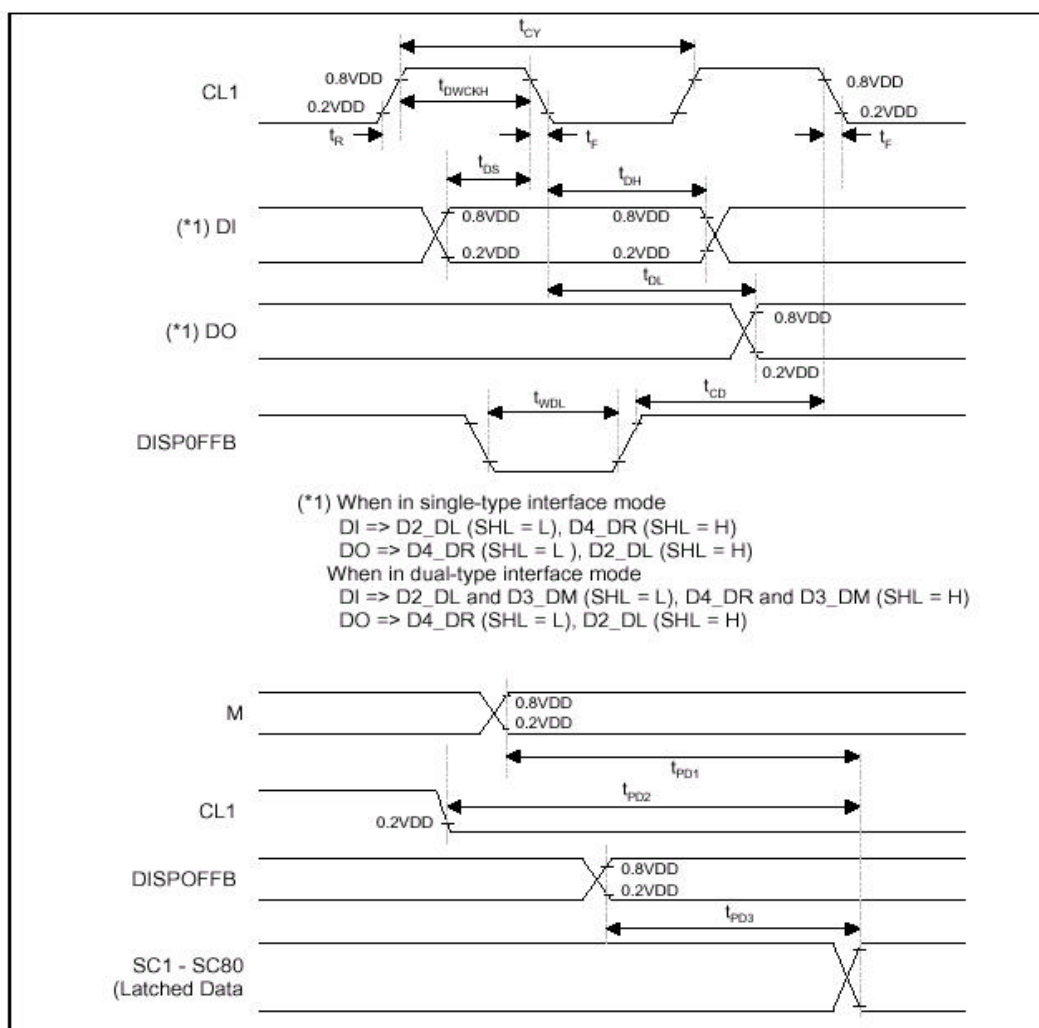 tCY
0.8VDD
0.8VDD
CL1
tDWCKH
0.2VDD
0.2VDD
tR
tF
tF
tDS
tDH
0.8VDD
0.8VDD
(*1) DI
0.2VDD
0.2VDD
tDL
0.8VDD
(*1) DO
0.2VDD
tWDL
tCD
DISP0FFB
(*1) When in single-type interface mode
DI => D2_DL (SHL = L), D4_DR (SHL = H)
DO => D4_DR (SHL = L ), D2_DL (SHL = H)
When in dual-type interface mode
DI => D2_DL and D3_DM (SHL = L), D4_DR and D3_DM (SHL = H)
DO => D4_DR (SHL = L), D2_DL (SHL = H)
0.8VDD
M
0.2VDD
tPD1
tPD2
CL1
0.2VDD
0.8VDD
DISPOFFB
0.2VDD
tPD3
SC1 - SC80
(Latched Data